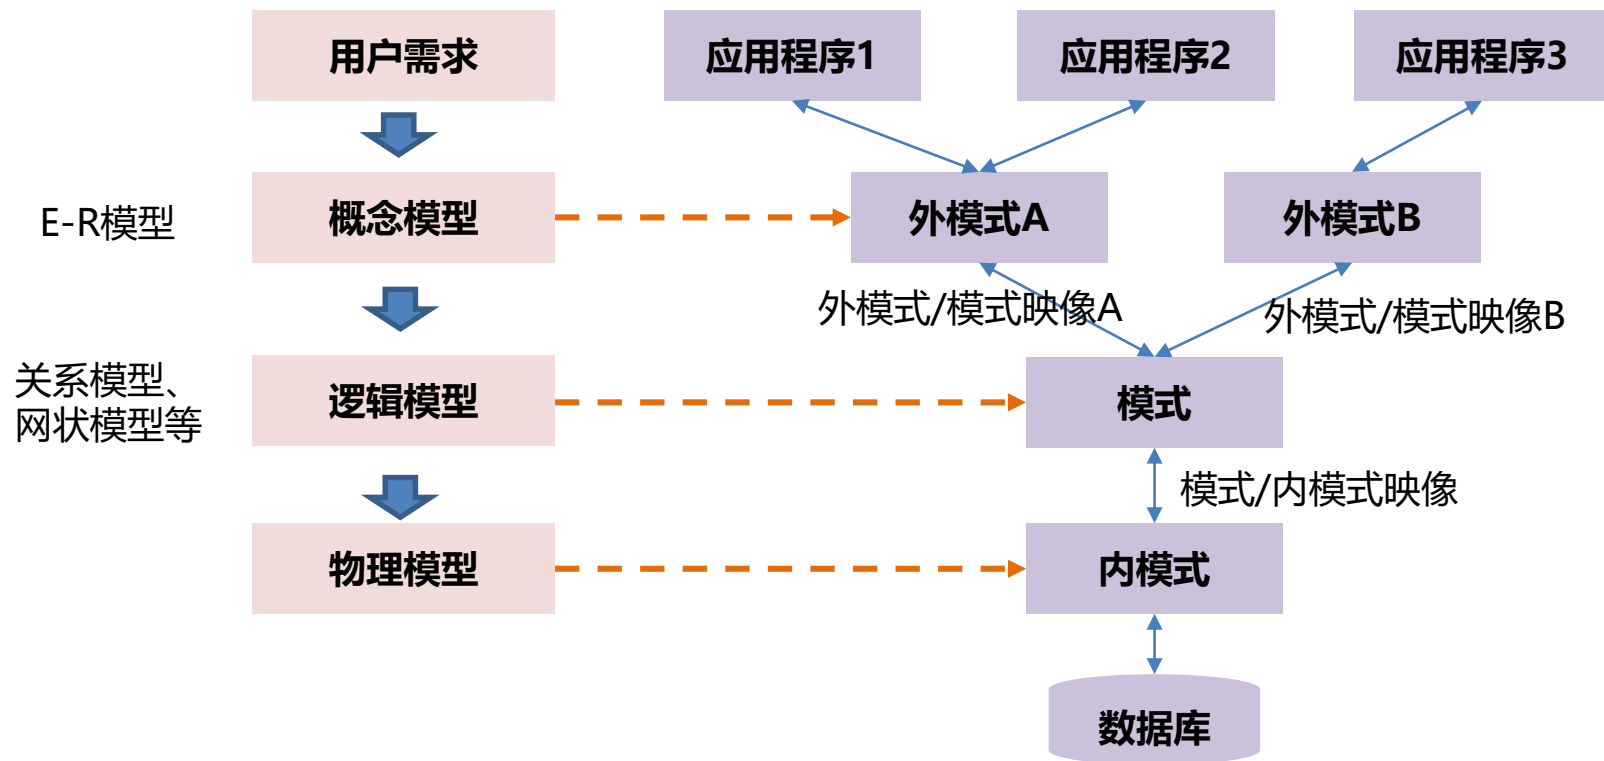 用户需求
应用程序1
应用程序2
应用程序3
E-R模型
概念模型
外模式A
外模式B
外模式/模式映像A
外模式/模式映像B
关系模型、
网状模型等
逻辑模型
模式
模式/内模式映像
物理模型
内模式
数据库